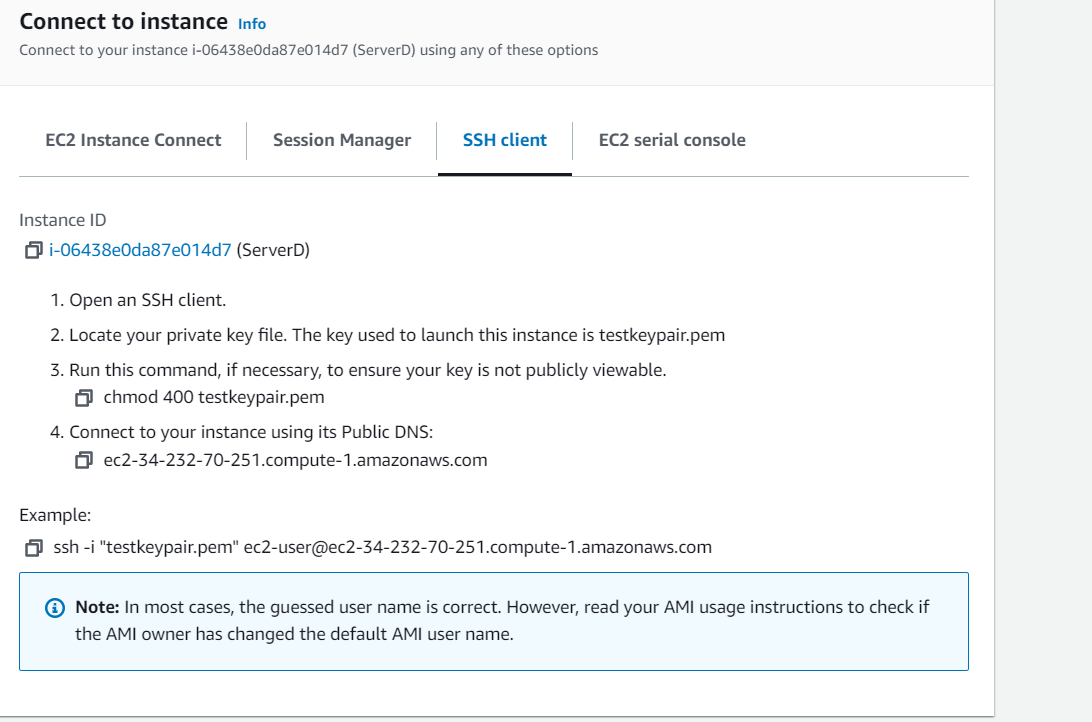 Connect to instance Info
Connect to your instance i-06438e0da87e014d7 (ServerD) using any of these options
EC2 Instance Connect Session Manager SSH client EC2 serial console
Instance ID
i-06438e0da87e014d7 (ServerD)
1. Open an SSH client.
2. Locate your private key file. The key used to launch this instance is testkeypair.pem
3. Run this command, if necessary, to ensure your key is not publicly viewable.
chmod 400 testkeypair.pem
4. Connect to your instance using its Public DNS:
ec2-34-232-70-251.compute-1.amazonaws.com
Example:
ssh -i "testkeypair.pem" ec2-user@ec2-34-232-70-251.compute-1.amazonaws.com
Note: In most cases, the guessed user name is correct. However, read your AMI usage instructions to check if
the AMI owner has changed the default AMI user name.